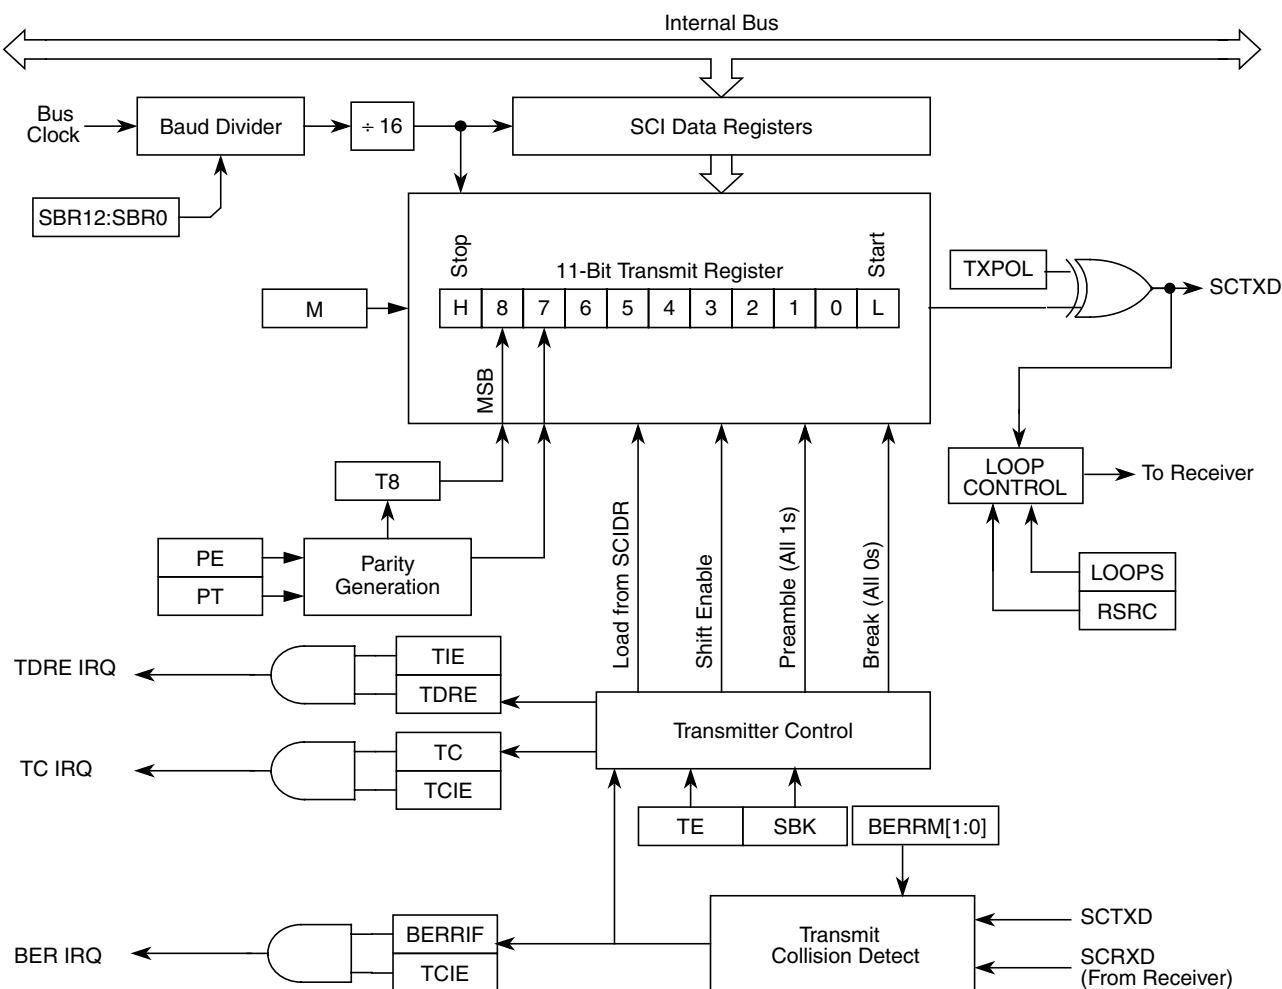 Internal Bus
Bus
Clock
Baud Divider
÷ 16
SCI Data Registers
SBR12:SBR0
Stop
11-Bit Transmit Register
Start
TXPOL
SCTXD
M
H 8 7 6 5 4 3 2 1 0 L
MSB
T8
LOOP
CONTROL
To Receiver
PE
PT
Parity
Generation
Load from SCIDR
Shift Enable
Preamble (All 1s)
Break (All 0s)
LOOPS
RSRC
TDRE IRQ
TIE
TDRE
Transmitter Control
TC IRQ
TC
TCIE
TE
SBK
BERRM[1:0]
BER IRQ
BERRIF
TCIE
Transmit
Collision Detect
SCTXD
SCRXD
(From Receiver)